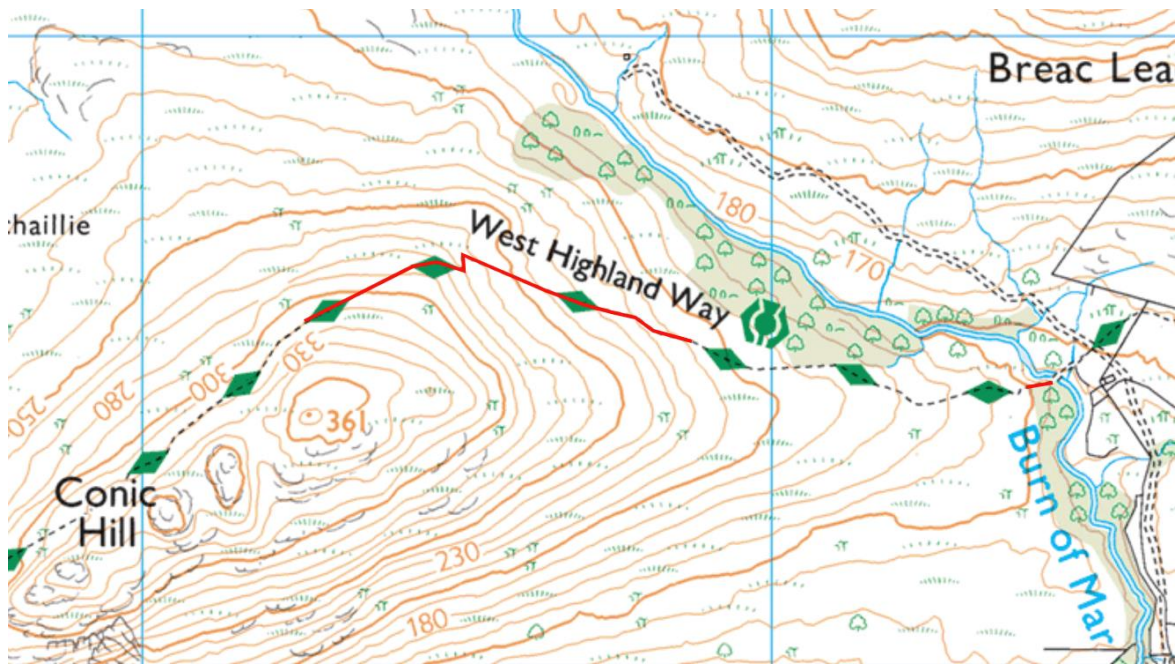 Breac Lea
180
chaillie
West Highland Way
170
330
300
280
250
361
Conic
Hill
Burn of Mar
230
180